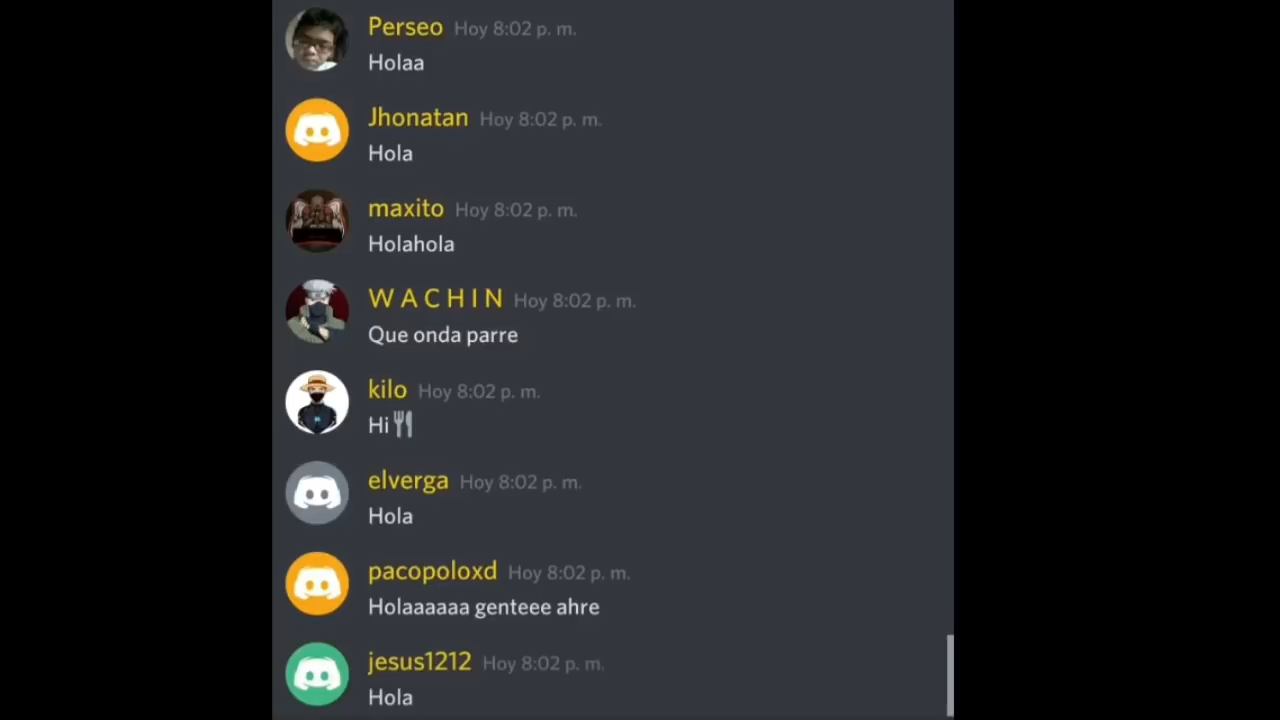 Perseo Hoy 8:02 p. m.
Holaa
Jhonatan Hoy 8:02 p. m.
Hola
maxito Hoy 8:02 p. m.
Holahola
W A C H I N Hoy 8:02 p. m.
Que onda parre
kilo Hoy 8:02 p. m.
Hi🍴
elverga Hoy 8:02 p. m.
Hola
pacopoloxd Hoy 8:02 p. m.
Holaaaaaa genteee ahre
jesus1212 Hoy 8:02 p. m.
Hola